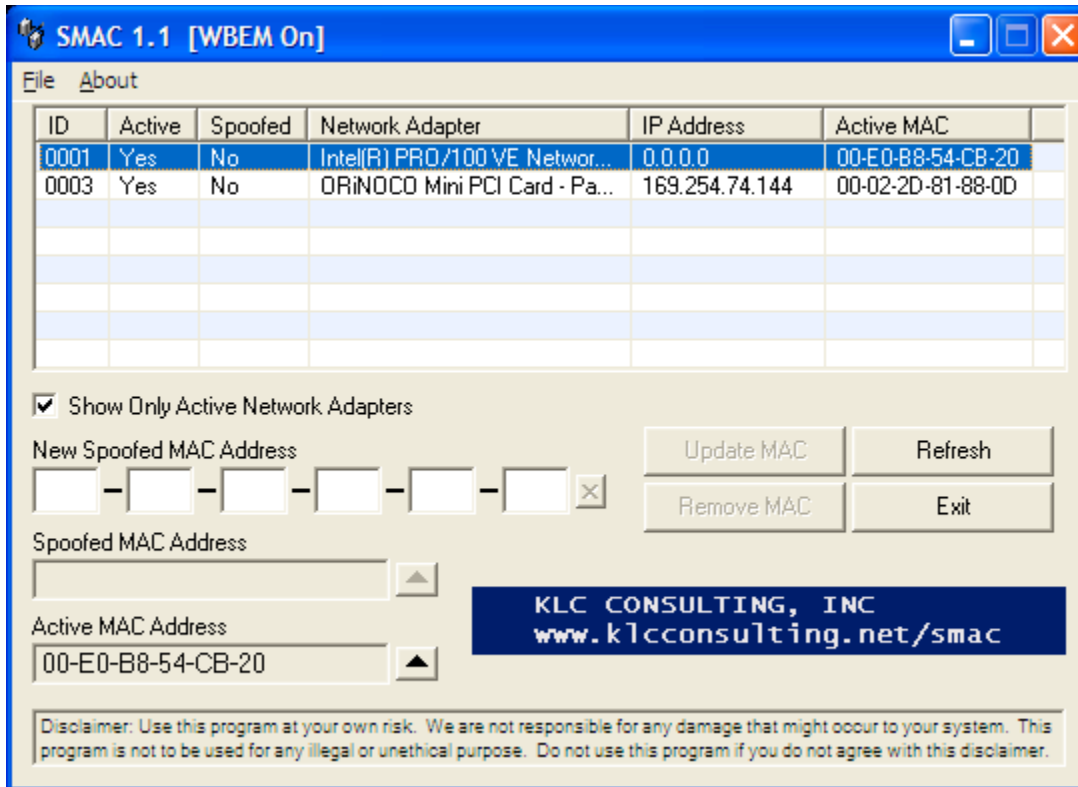 SMAC 1.1 [WBEM On]
File About
ID Active Spoofed Network Adapter IP Address Active MAC
0001 Yes No Intel(R) PRO/100 VE Networ... 0.0.0.0 00-E0-B8-54-CB-20
0003 Yes No ORiNOCO Mini PCI Card - Pa... 169.254.74.144 00-02-2D-81-88-0D
Show Only Active Network Adapters
New Spoofed MAC Address
Update MAC Refresh
Remove MAC Exit
Spoofed MAC Address
KLC CONSULTING, INC
www.klcconsulting.net/smac
Active MAC Address
00-E0-B8-54-CB-20
Disclaimer: Use this program at your own risk. We are not responsible for any damage that might occur to your system. This
program is not to be used for any illegal or unethical purpose. Do not use this program if you do not agree with this disclaimer.